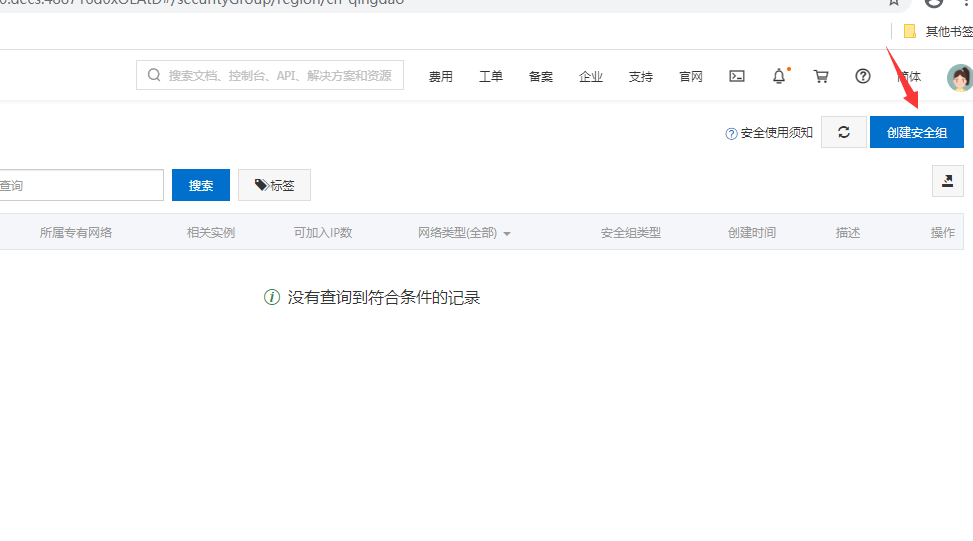 #/securityGroup/region/cn-qingdao
其他书签
搜索文档、控制台、API、解决方案和资源 费用 工单 备案 企业 支持 官网 简体
安全使用须知 创建安全组
查询 搜索 标签
所属专有网络 相关实例 可加入IP数 网络类型(全部) 安全组类型 创建时间 描述 操作
没有查询到符合条件的记录